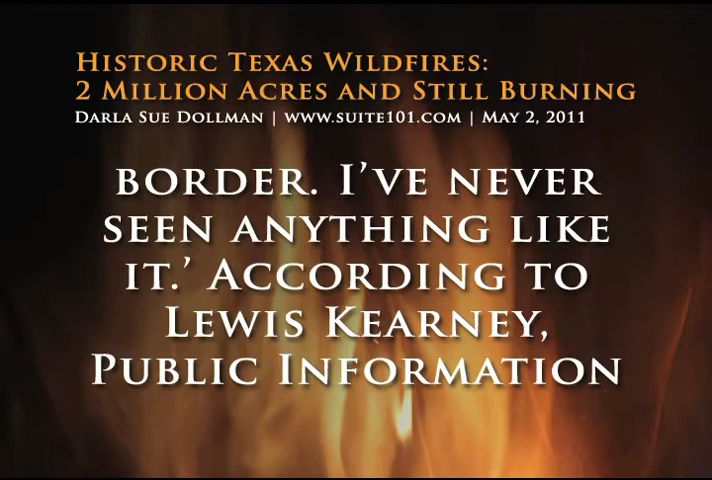 Historic Texas Wildfires:
2 Million Acres and Still Burning
Darla Sue Dollman | www.suite101.com | May 2, 2011
border. I've never
seen anything like
it.' According to
Lewis Kearney,
Public Information